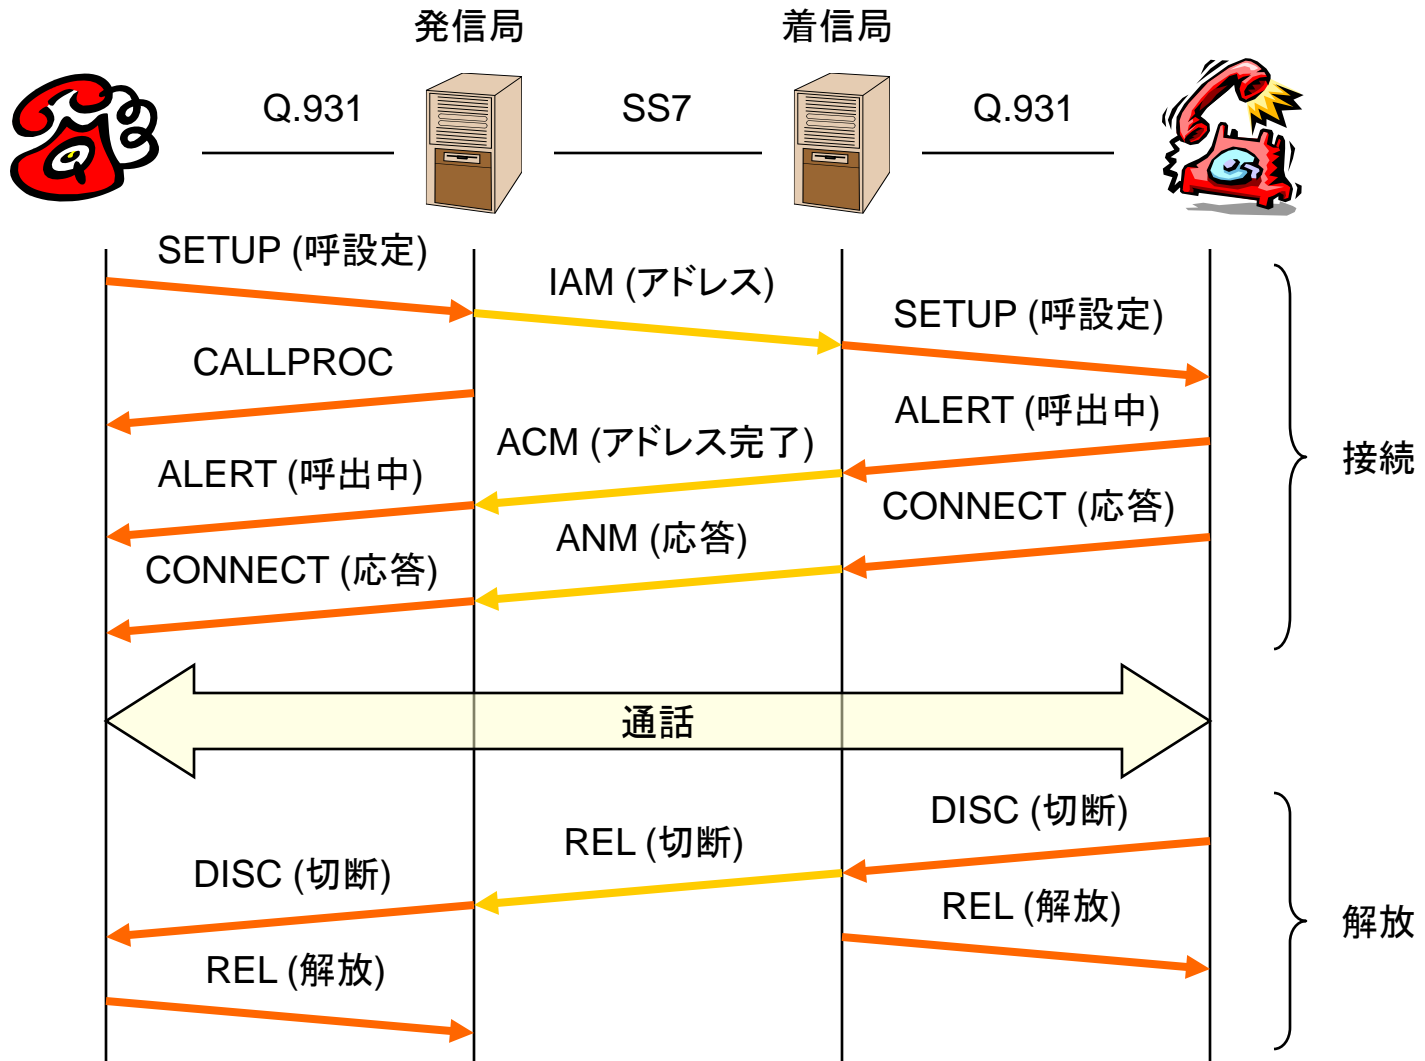 発信局
着信局
Q.931
SS7
Q.931
SETUP (呼設定)
IAM (アドレス)
SETUP (呼設定)
CALLPROC
ALERT (呼出中)
ACM (アドレス完了)
ALERT (呼出中)
接続
CONNECT (応答)
ANM (応答)
CONNECT (応答)
通話
DISC (切断)
REL (切断)
DISC (切断)
REL (解放)
解放
REL (解放)